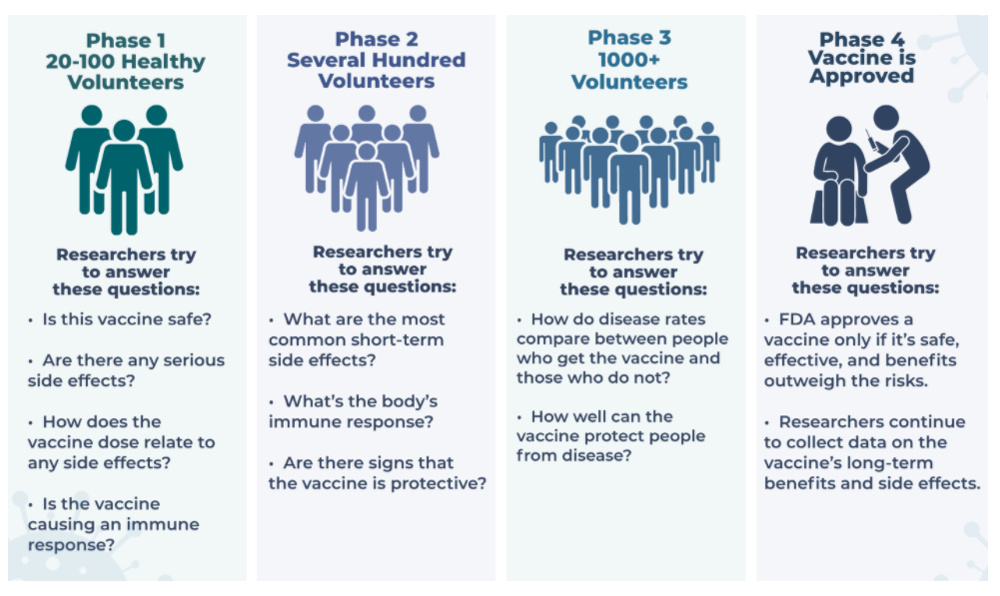 Phase 1
20-100 Healthy
Volunteers
Researchers try
to answer
these questions:
• Is this vaccine safe?
• Are there any serious
side effects?
• How does the
vaccine dose relate to
any side effects?
• Is the vaccine
causing an immune
response?
Phase 2
Several Hundred
Volunteers
Researchers try
to answer
these questions:
• What are the most
common short-term
side effects?
• What's the body's
immune response?
• Are there signs that
the vaccine is protective?
Phase 3
1000+
Volunteers
Researchers try
to answer
these questions:
• How do disease rates
compare between people
who get the vaccine and
those who do not?
• How well can the
vaccine protect people
from disease?
Phase 4
Vaccine is
Approved
Researchers try
to answer
these questions:
• FDA approves a
vaccine only if it's safe,
effective, and benefits
outweigh the risks.
• Researchers continue
to collect data on the
vaccine's long-term
benefits and side effects.